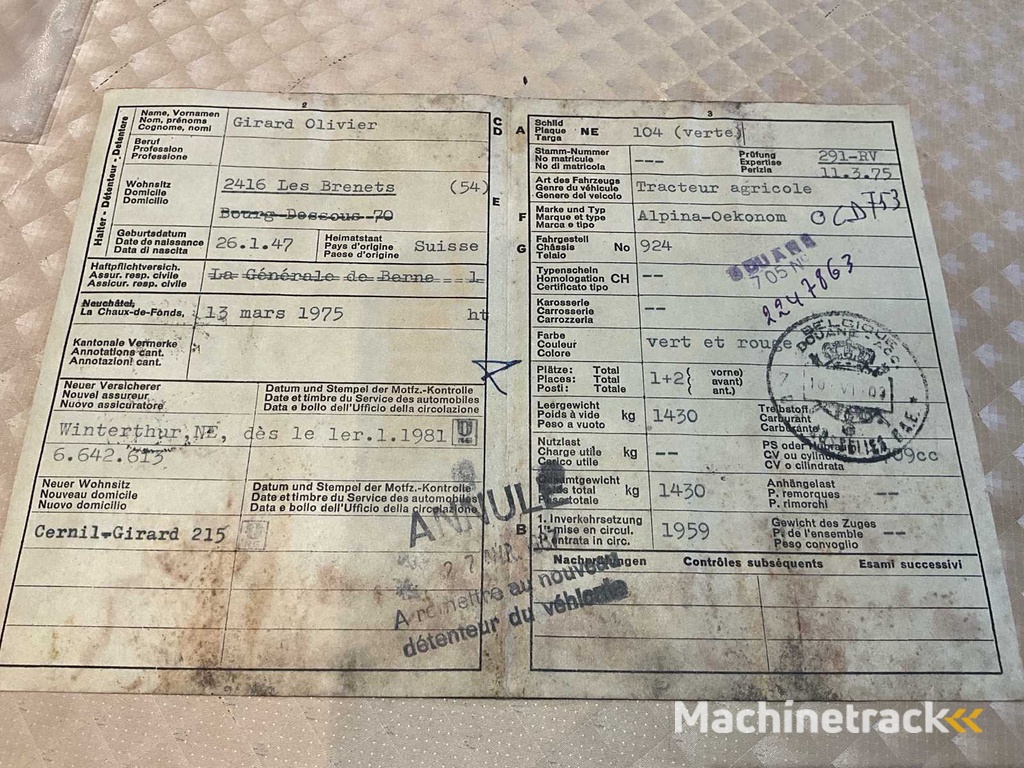 2
Halter - Détenteur - Detentore
Name, Vornamen
Nom, prénoms
Cognome, nomi
Girard Olivier
C
D
Beruf
Profession
Professione
Wohnsitz
Domicile
Domicilio
2416 Les Brenets (54)
Bourg Dessous 70
E
Geburtsdatum
Date de naissance
Data di nascita
26.1.47
Heimatstaat
Pays d'origine
Paese d'origine
Suisse
Haftpflichtversich.
Assur. resp. civile
Assicur. resp. civile
La Générale de Berne
Neuchâtel,
La Chaux-de-Fonds,
13 mars 1975 ht
Kantonale Vermerke
Annotations cant.
Annotazioni cant.
Neuer Versicherer
Nouvel assureur
Nuovo assicuratore
Datum und Stempel der Motfz.-Kontrolle
Date et timbre du Service des automobiles
Data e bollo dell'Ufficio della circolazione
Winterthur, NE, dès le 1er.1.1981
6.642.613
Neuer Wohnsitz
Nouveau domicile
Nuovo domicilio
Datum und Stempel der Motfz.-Kontrolle
Date et timbre du Service des automobiles
Data e bollo dell'Ufficio della circolazione
Cernil-Girard 215
ANNULÉ
A remettre au nouveau
détenteur du véhicule
3
A
Schild
Plaque
Targa
NE
104 (verte)
Stamm-Nummer
No matricule
No di matricola
---
Prüfung
Expertise
Perizia
291-RV
11.3.75
Art des Fahrzeugs
Genre du véhicule
Genere del veicolo
Tracteur agricole
F
Marke und Typ
Marque et type
Marca e tipo
Alpina-Oekonom
OCD753
G
Fahrgestell
Châssis
Telaio
No
924
DOUANE
705 N
2247863
Typenschein
Homologation CH
Certificato tipo
--
Karosserie
Carrosserie
Carrozzeria
--
Farbe
Couleur
Colore
vert et rouge
BELGIQUE
DOUANE - ACC.
Plätze: Total
Places: Total
Posti: Totale
1+2
( vorne)
( avant)
( ant.)
Leergewicht
Poids à vide kg
Peso a vuoto
1430
Treibstoff
Carburant
Carburante
Nutzlast
Charge utile kg
Carico utile
--
PS oder Hubraum
CV ou cylindrée
CV o cilindrata
09cc
Gesamtgewicht
Poids total kg
Peso totale
1430
Anhängelast
P. remorques
P. rimorchi
--
B
1. Inverkehrsetzung
1re mise en circul.
1a entrata in circ.
1959
Gewicht des Zuges
P. de l'ensemble
Peso convoglio
--
Nachprüfungen Contrôles subséquents Esami successivi
Machinetrack